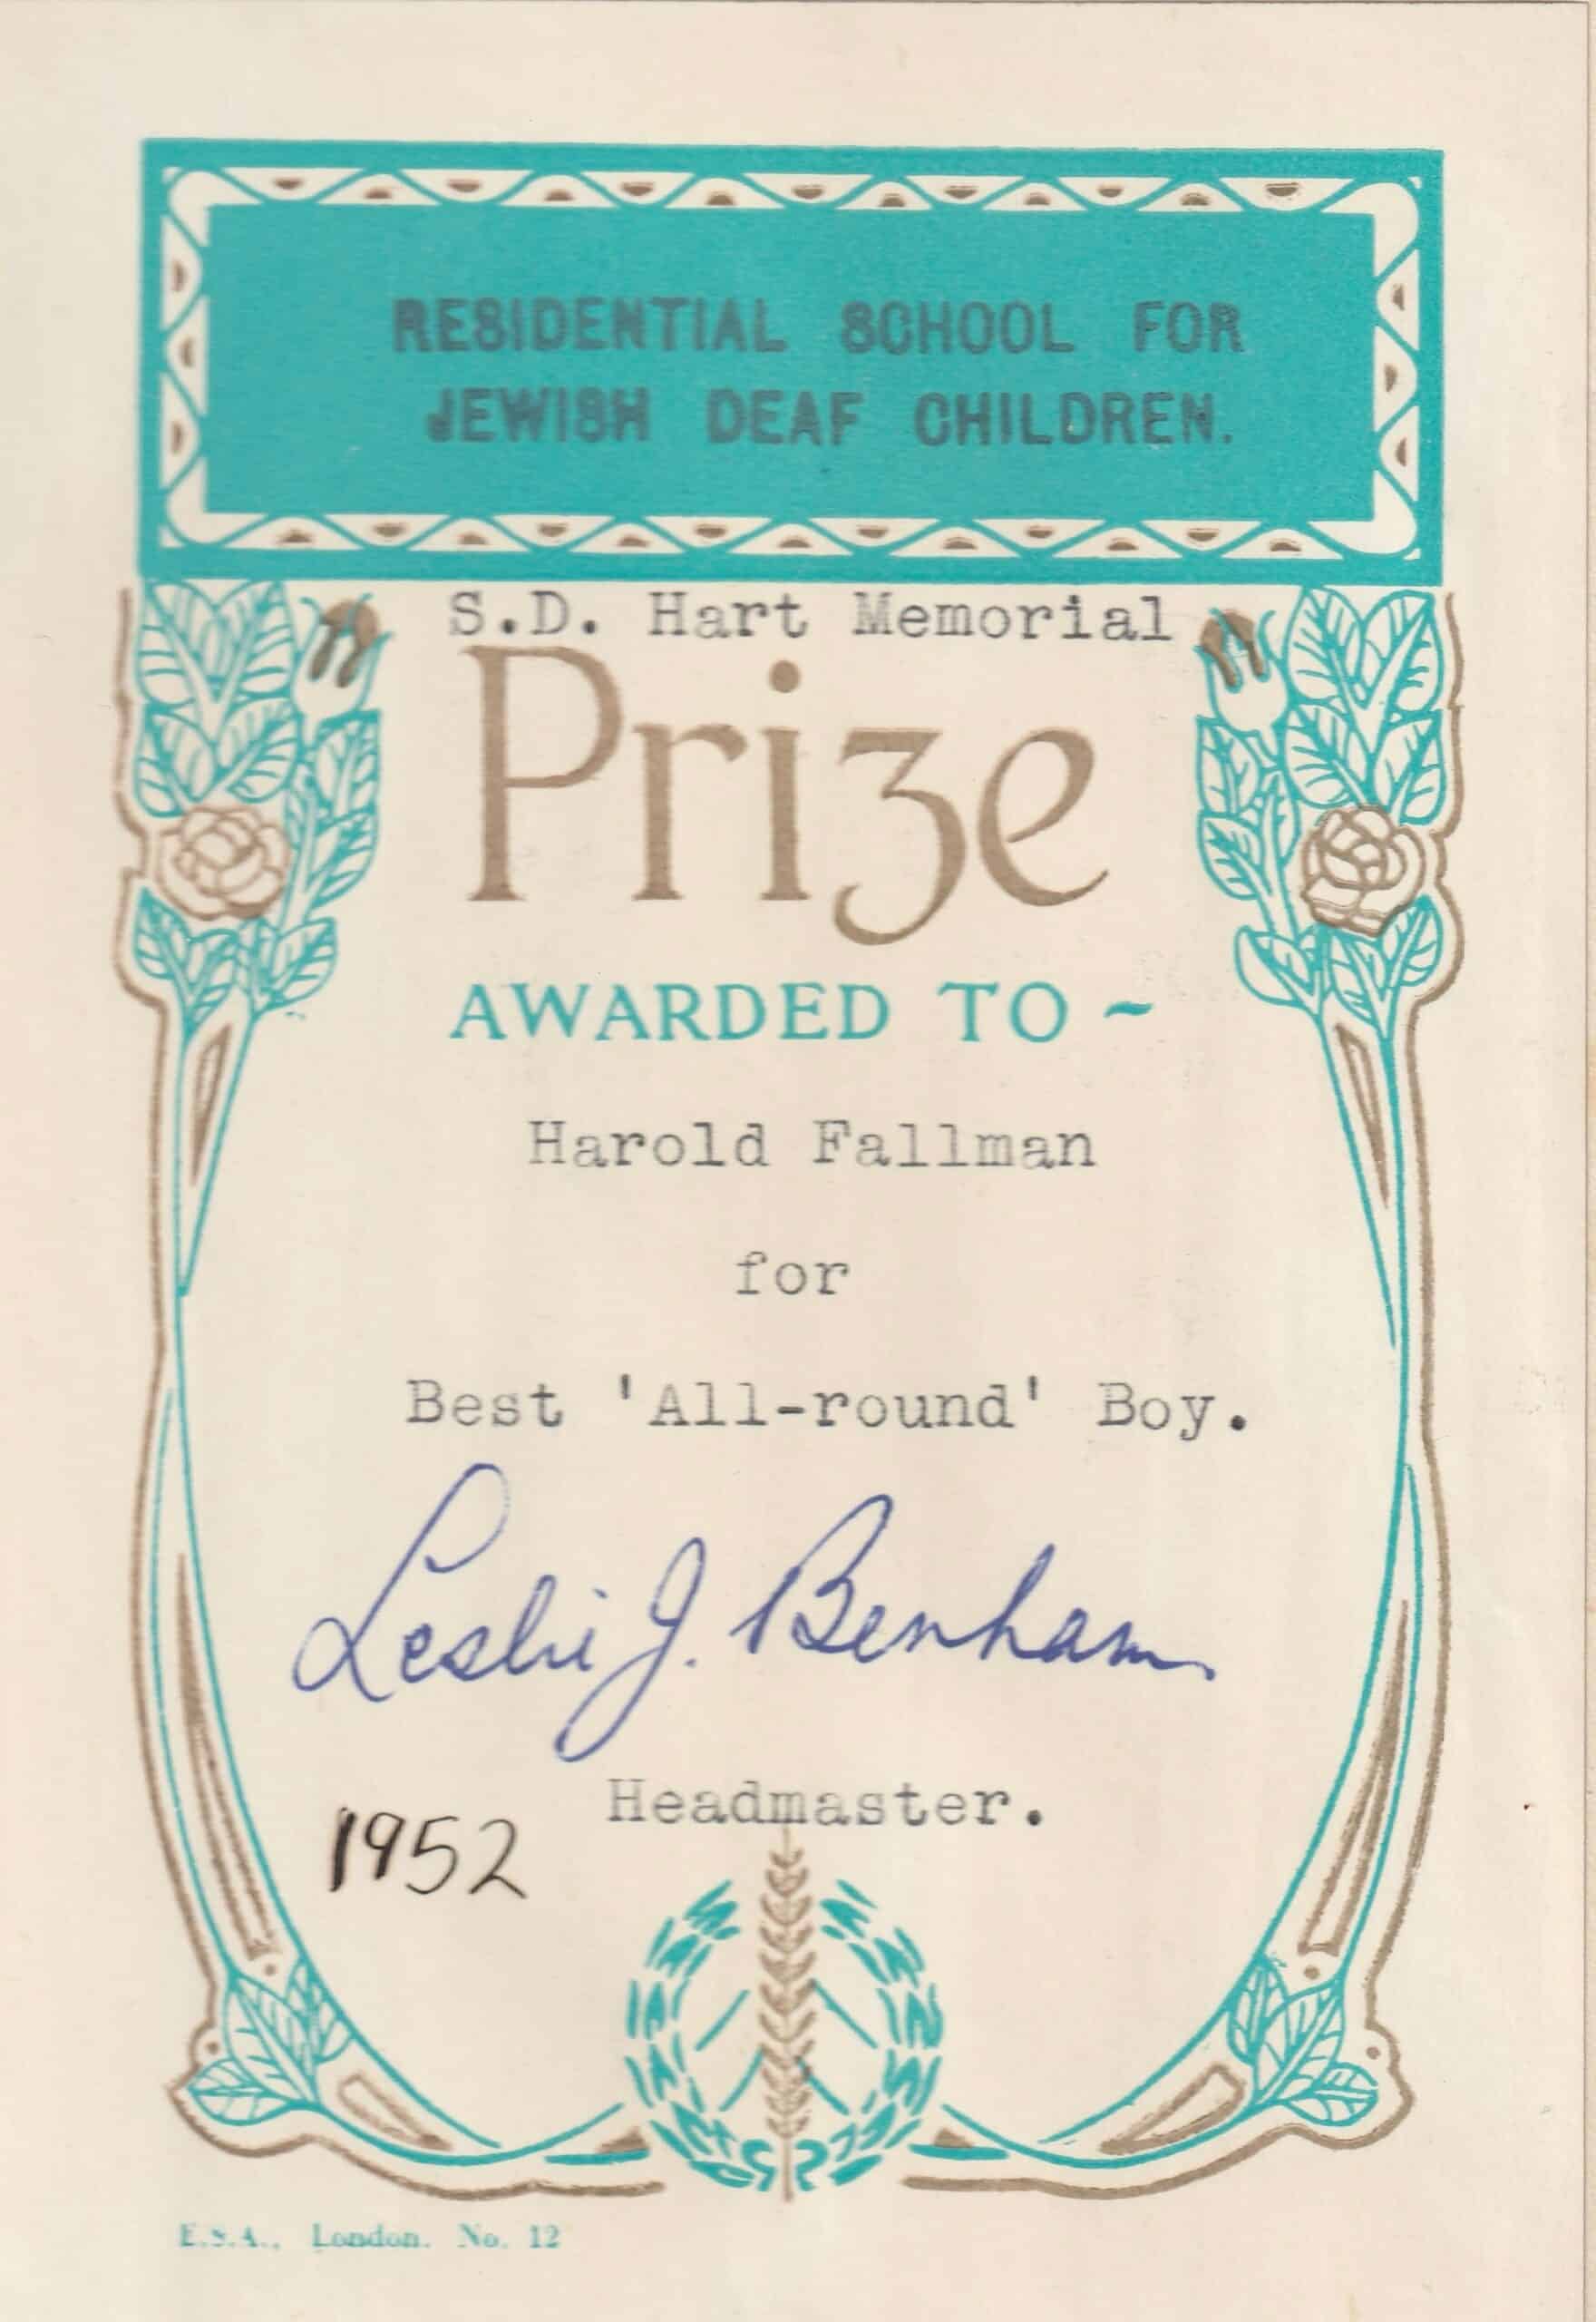 RESIDENTIAL SCHOOL FOR
JEWISH DEAF CHILDREN.
S.D. Hart Memorial
Prize
AWARDED TO ~
Harold Fallman
for
Best 'All-round' Boy.
Leslie J. Benham
Headmaster.
1952
E.S.A., London. No. 12